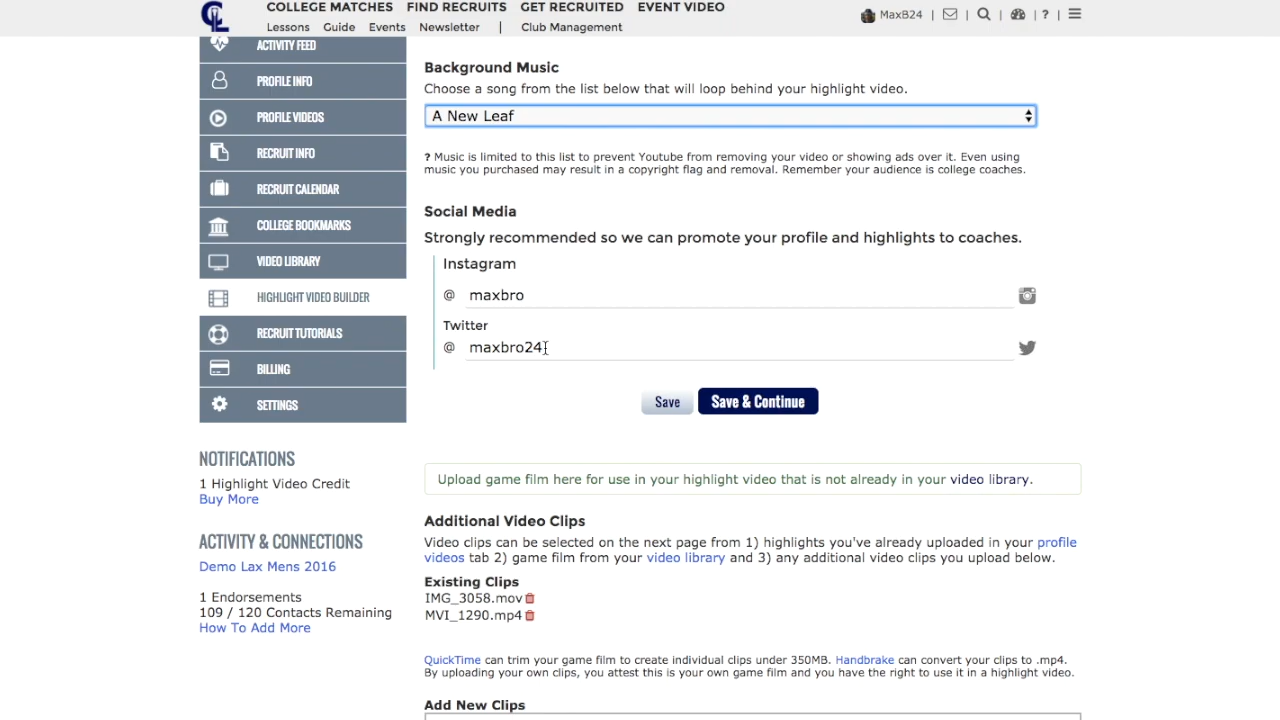 COLLEGE MATCHES FIND RECRUITS GET RECRUITED EVENT VIDEO
Lessons Guide Events Newsletter | Club Management
MaxB24 | | | | ? |
CL
ACTIVITY FEED
PROFILE INFO
PROFILE VIDEOS
RECRUIT INFO
RECRUIT CALENDAR
COLLEGE BOOKMARKS
VIDEO LIBRARY
HIGHLIGHT VIDEO BUILDER
RECRUIT TUTORIALS
BILLING
SETTINGS
NOTIFICATIONS
1 Highlight Video Credit
Buy More
ACTIVITY & CONNECTIONS
Demo Lax Mens 2016
1 Endorsements
109 / 120 Contacts Remaining
How To Add More
Background Music
Choose a song from the list below that will loop behind your highlight video.
A New Leaf
? Music is limited to this list to prevent Youtube from removing your video or showing ads over it. Even using
music you purchased may result in a copyright flag and removal. Remember your audience is college coaches.
Social Media
Strongly recommended so we can promote your profile and highlights to coaches.
Instagram
@ maxbro
Twitter
@ maxbro24
Save Save & Continue
Upload game film here for use in your highlight video that is not already in your video library.
Additional Video Clips
Video clips can be selected on the next page from 1) highlights you've already uploaded in your profile
videos tab 2) game film from your video library and 3) any additional video clips you upload below.
Existing Clips
IMG_3058.mov
MVI_1290.mp4
QuickTime can trim your game film to create individual clips under 350MB. Handbrake can convert your clips to .mp4.
By uploading your own clips, you attest this is your own game film and you have the right to use it in a highlight video.
Add New Clips